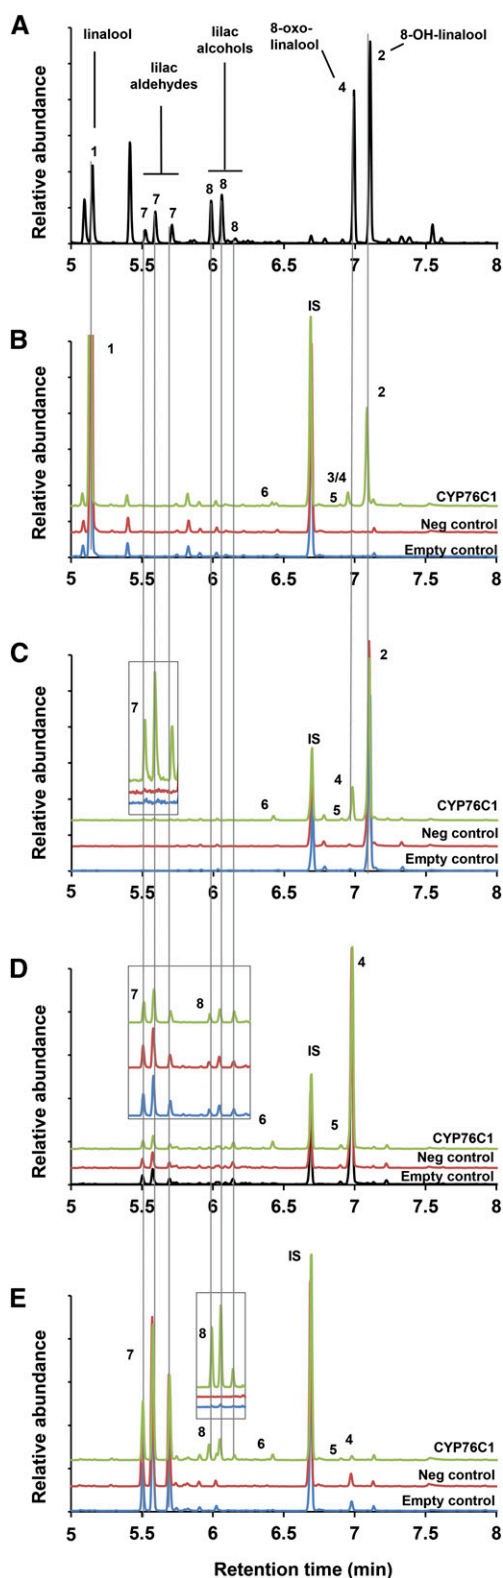 A
linalool
lilac
aldehydes
lilac
alcohols
8-oxo-
linalool
8-OH-linalool
1
7 7 7
8 8 8
4
2
Relative abundance
5 5.5 6 6.5 7 7.5 8
B
1
IS
2
3/4
6 5
CYP76C1
Neg control
Empty control
Relative abundance
5 5.5 6 6.5 7 7.5 8
C
2
7
IS
4
6 5
CYP76C1
Neg control
Empty control
Relative abundance
5 5.5 6 6.5 7 7.5 8
D
4
7 8
IS
6 5
CYP76C1
Neg control
Empty control
Relative abundance
5 5.5 6 6.5 7 7.5 8
E
IS
7
8
8 6 5 4
CYP76C1
Neg control
Empty control
Relative abundance
5 5.5 6 6.5 7 7.5 8
Retention time (min)